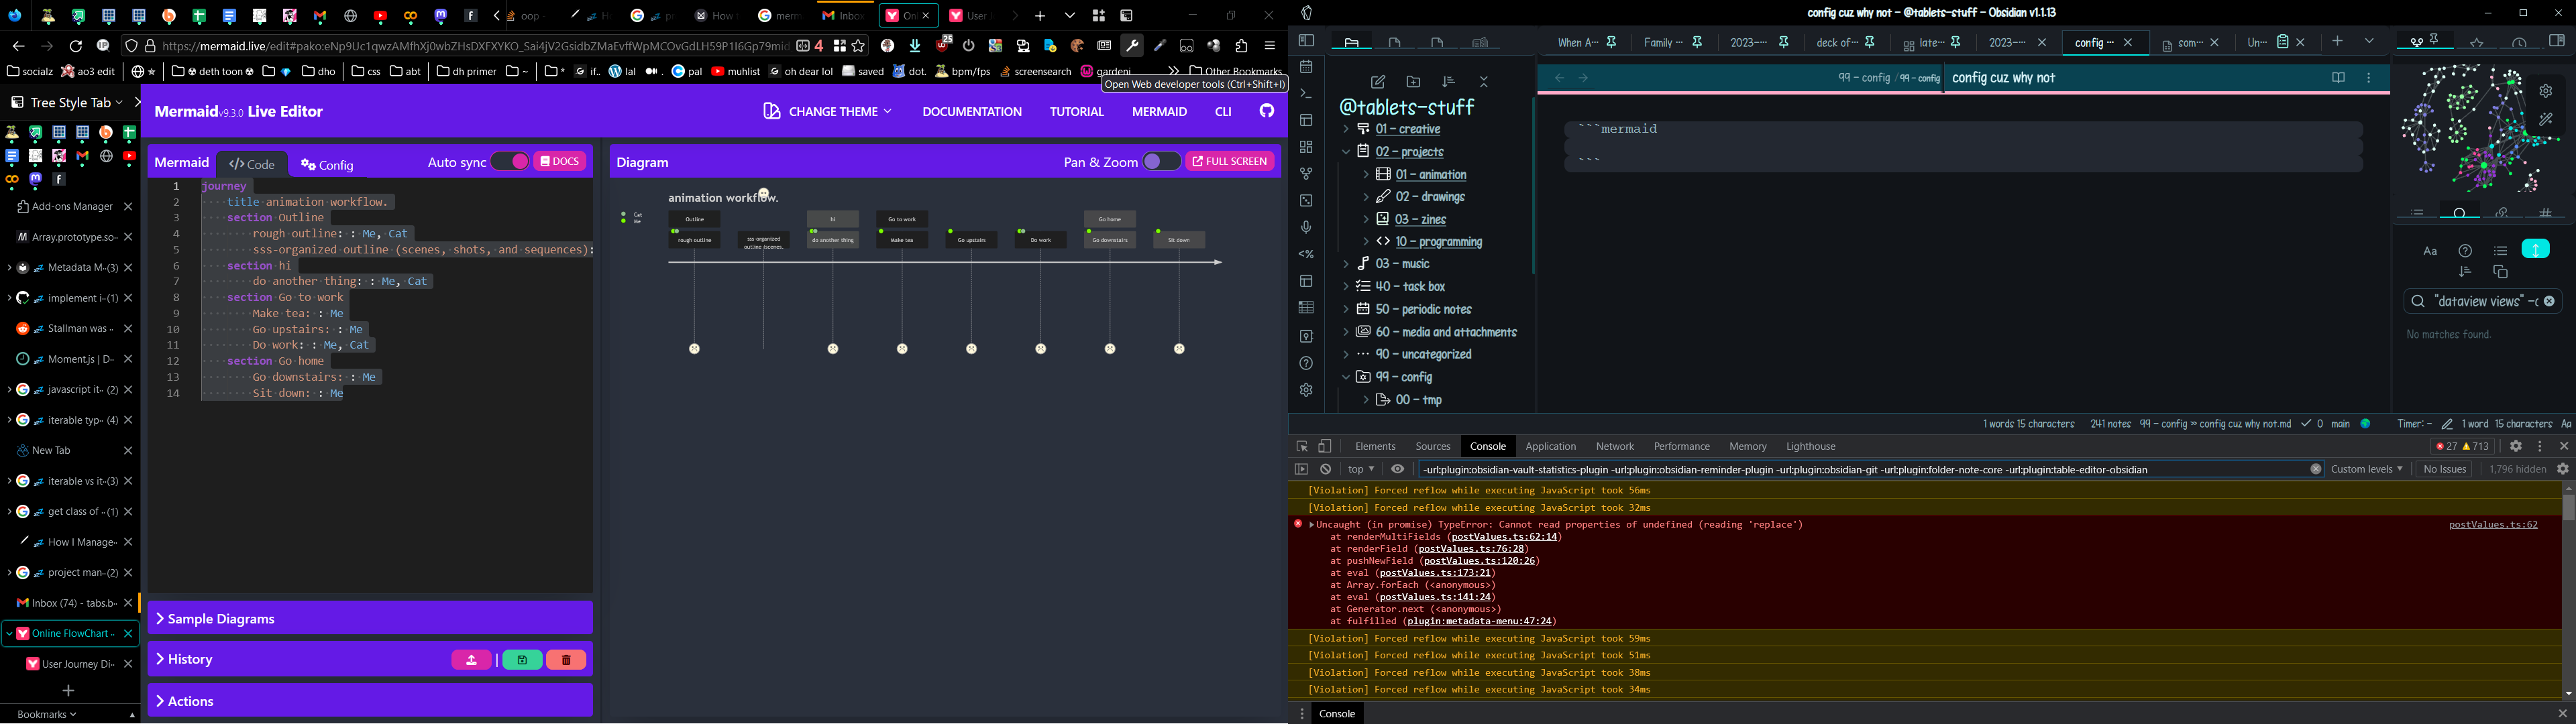 oop
Inbox
User J
https://mermaid.live/edit#pako:eNp9Uc1qwzAMfhXj0wbZHsDXFXYKO_Sai4jV2GsidbZMaEvffWpMCOvGdLH59P1I6Gp79mid
4
25
socialz
ao3 edit
deth toon
dho
css
abt
dh primer
~
*
if..
lal
.
pal
muhlist
oh dear lol
saved
dot.
bpm/fps
screensearch
gardeni
Other Bookmarks
Open Web developer tools (Ctrl+Shift+I)
Tree Style Tab
Add-ons Manager
Array.prototype.so..
Metadata M..(3)
implement i..(1)
Stallman was ..
Moment.js | D..
javascript it.. (2)
iterable typ.. (4)
New Tab
iterable vs it..(3)
get class of ..(1)
How I Manage..
project man..(2)
Inbox (74) - tabs.b..
Online FlowChart ..
User Journey Di..
Bookmarks
Mermaid v9.3.0 Live Editor
CHANGE THEME
DOCUMENTATION
TUTORIAL
MERMAID
CLI
Mermaid
</> Code
Config
Auto sync
DOCS
1 journey
2 title animation workflow.
3 section Outline
4 rough outline: : Me, Cat
5 sss-organized outline (scenes, shots, and sequences):
6 section hi
7 do another thing: : Me, Cat
8 section Go to work
9 Make tea: : Me
10 Go upstairs: : Me
11 Do work: : Me, Cat
12 section Go home
13 Go downstairs: : Me
14 Sit down: : Me
Sample Diagrams
History
Actions
Diagram
Pan & Zoom
FULL SCREEN
animation workflow.
Cat
Me
Outline
hi
Go to work
Go home
rough outline
sss-organized outline (scenes,
do another thing
Make tea
Go upstairs
Do work
Go downstairs
Sit down
config cuz why not - @tablets-stuff - Obsidian v1.1.13
When A...
Family ...
2023-...
deck of...
late...
2023-...
config ...
som...
Un...
@tablets-stuff
01 – creative
02 – projects
01 – animation
02 – drawings
03 – zines
10 – programming
03 – music
40 – task box
50 – periodic notes
60 – media and attachments
90 – uncategorized
99 – config
00 – tmp
99 – config / 99 – config
config cuz why not
```mermaid
```
Aa
"dataview views" -c
No matches found.
1 words 15 characters
241 notes
99 – config » config cuz why not.md
0
main
Timer: –
1 word
15 characters
Aa
Elements
Sources
Console
Application
Network
Performance
Memory
Lighthouse
27
713
top
-url:plugin:obsidian-vault-statistics-plugin -url:plugin:obsidian-reminder-plugin -url:plugin:obsidian-git -url:plugin:folder-note-core -url:plugin:table-editor-obsidian
Custom levels
No Issues
1,796 hidden
[Violation] Forced reflow while executing JavaScript took 56ms
[Violation] Forced reflow while executing JavaScript took 32ms
Uncaught (in promise) TypeError: Cannot read properties of undefined (reading 'replace')
postValues.ts:62
at renderMultiFields (postValues.ts:62:14)
at renderField (postValues.ts:76:28)
at pushNewField (postValues.ts:120:26)
at eval (postValues.ts:173:21)
at Array.forEach (<anonymous>)
at eval (postValues.ts:141:24)
at Generator.next (<anonymous>)
at fulfilled (plugin:metadata-menu:47:24)
[Violation] Forced reflow while executing JavaScript took 59ms
[Violation] Forced reflow while executing JavaScript took 51ms
[Violation] Forced reflow while executing JavaScript took 38ms
[Violation] Forced reflow while executing JavaScript took 34ms
Console